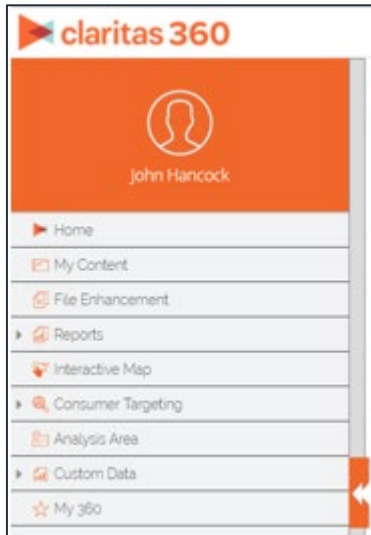 claritas 360
John Hancock
Home
My Content
File Enhancement
Reports
Interactive Map
Consumer Targeting
Analysis Area
Custom Data
My 360